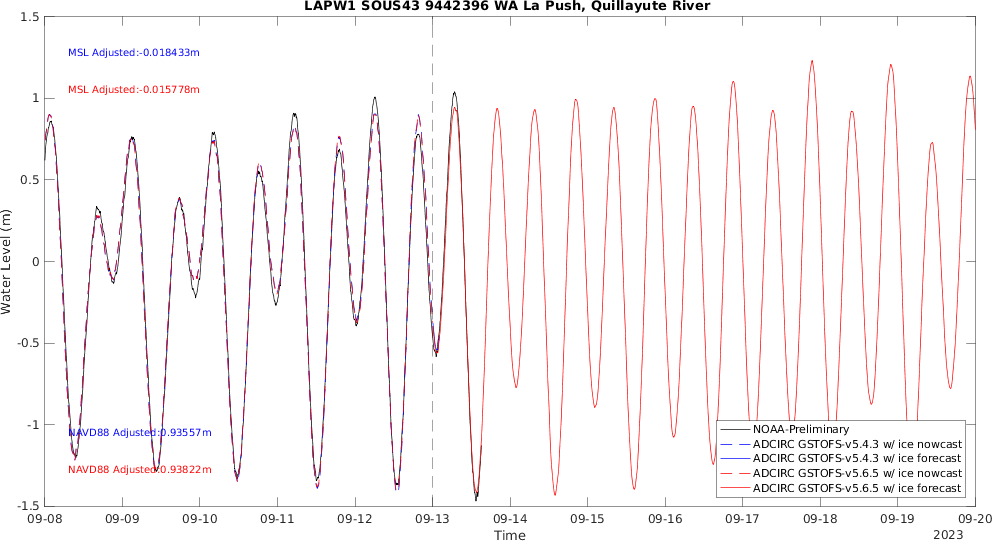 LAPW1 SOUS43 9442396 WA La Push, Quillayute River
1.5
MSL Adjusted:-0.018433m
MSL Adjusted:-0.015778m
1
0.5
Water Level (m)
0
-0.5
-1
NAVD88 Adjusted:0.93557m
NAVD88 Adjusted:0.93822m
-1.5
NOAA-Preliminary
ADCIRC GSTOFS-v5.4.3 w/ ice nowcast
ADCIRC GSTOFS-v5.4.3 w/ ice forecast
ADCIRC GSTOFS-v5.6.5 w/ ice nowcast
ADCIRC GSTOFS-v5.6.5 w/ ice forecast
09-08 09-09 09-10 09-11 09-12 09-13 09-14 09-15 09-16 09-17 09-18 09-19 09-20
Time
2023